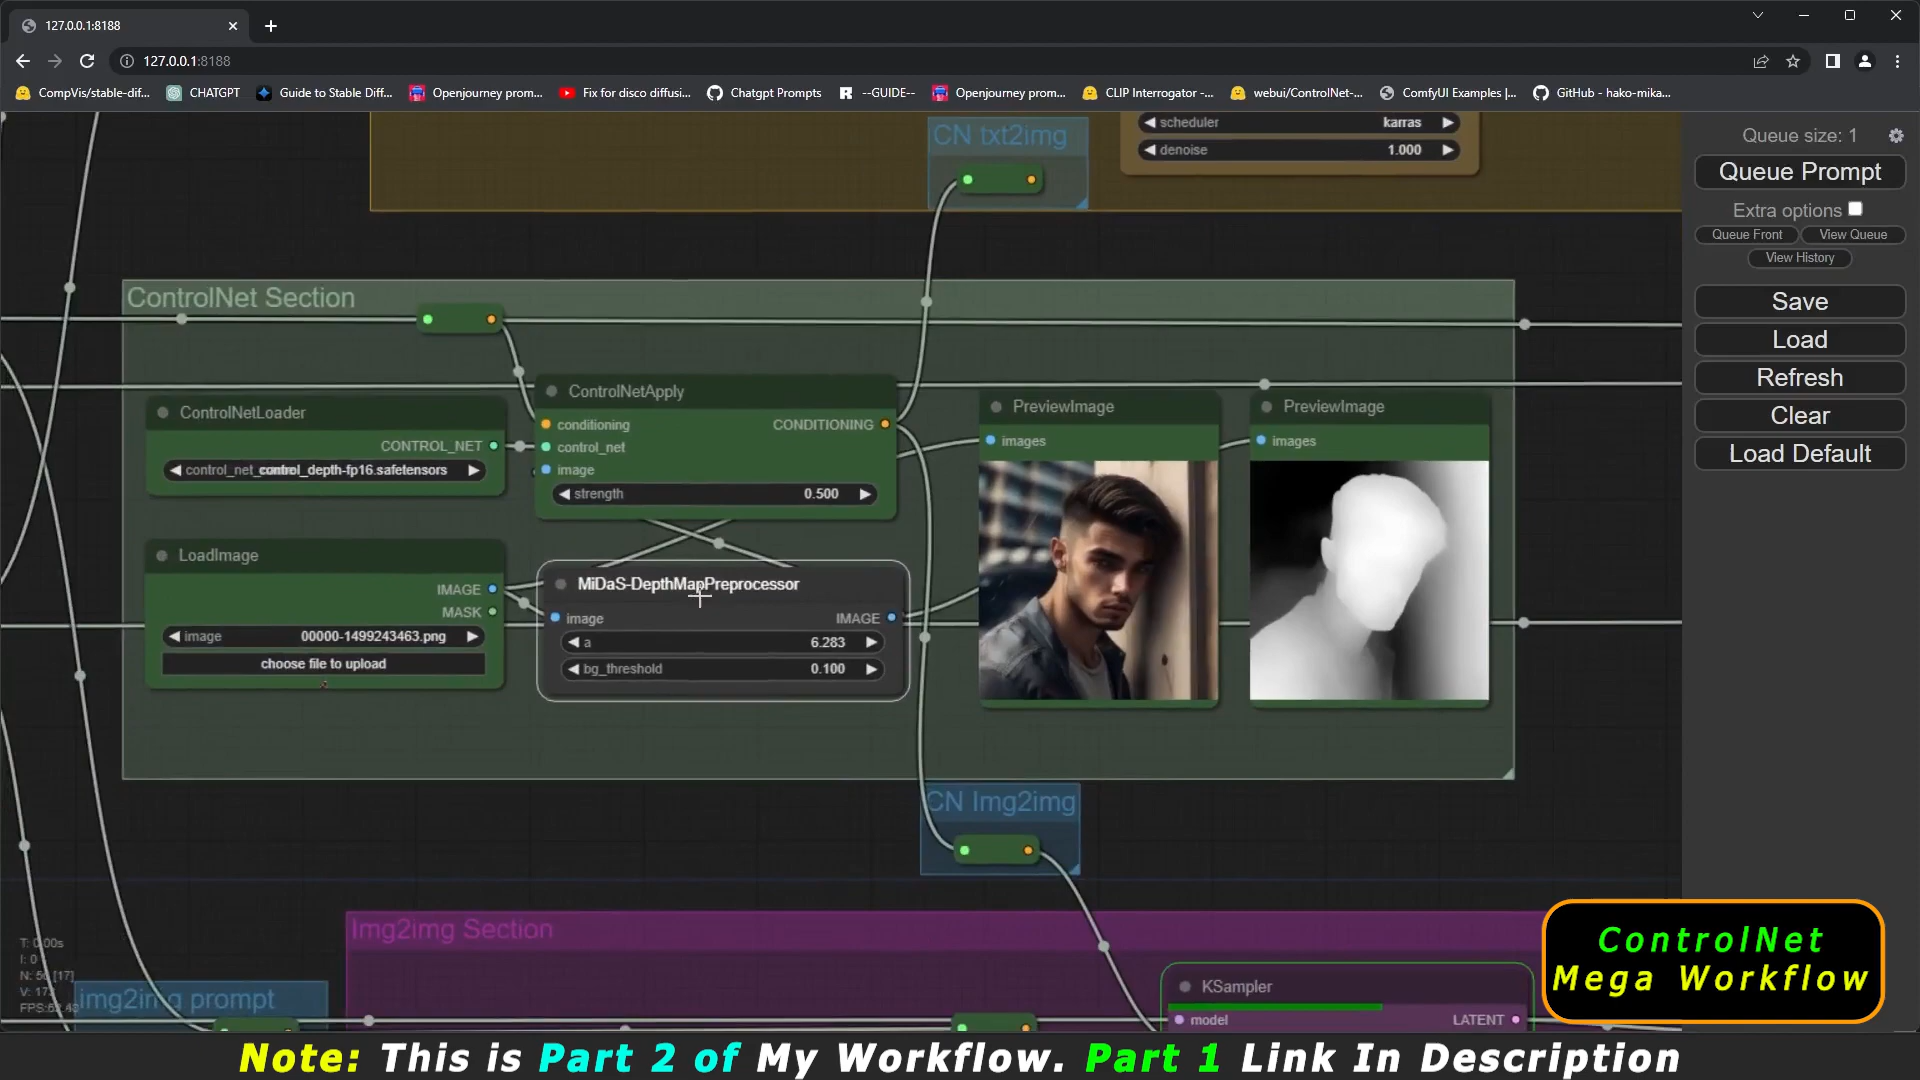 127.0.0.1:8188
127.0.0.1:8188
CompVis/stable-dif...
CHATGPT
Guide to Stable Diff...
Openjourney prom...
Fix for disco diffusi...
Chatgpt Prompts
--GUIDE--
Openjourney prom...
CLIP Interrogator -...
webui/ControlNet-...
ComfyUI Examples |...
GitHub - hako-mika...
CN txt2img
scheduler karras
denoise 1.000
Queue size: 1
Queue Prompt
Extra options
Queue Front View Queue
View History
Save
Load
Refresh
Clear
Load Default
ControlNet Section
ControlNetLoader
CONTROL_NET
control_depth-fp16.safetensors
ControlNetApply
conditioning CONDITIONING
control_net
image
strength 0.500
PreviewImage
images
PreviewImage
images
LoadImage
IMAGE
MASK
image 00000-1499243463.png
choose file to upload
MiDaS-DepthMapPreprocessor
image IMAGE
a 6.283
bg_threshold 0.100
CN Img2img
Img2img Section
img2img prompt
KSampler
model LATENT
T: 0.00s
I: 0
ControlNet
Mega Workflow
Note: This is Part 2 of My Workflow. Part 1 Link In Description